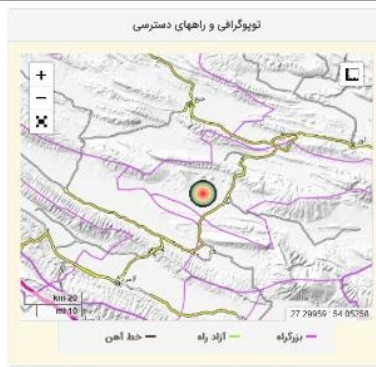 توپوگرافی و راههای دسترسی
+
−
km 20
mi 10
27.29959 54.05758
بزرگراه
آزاد راه
خط آهن